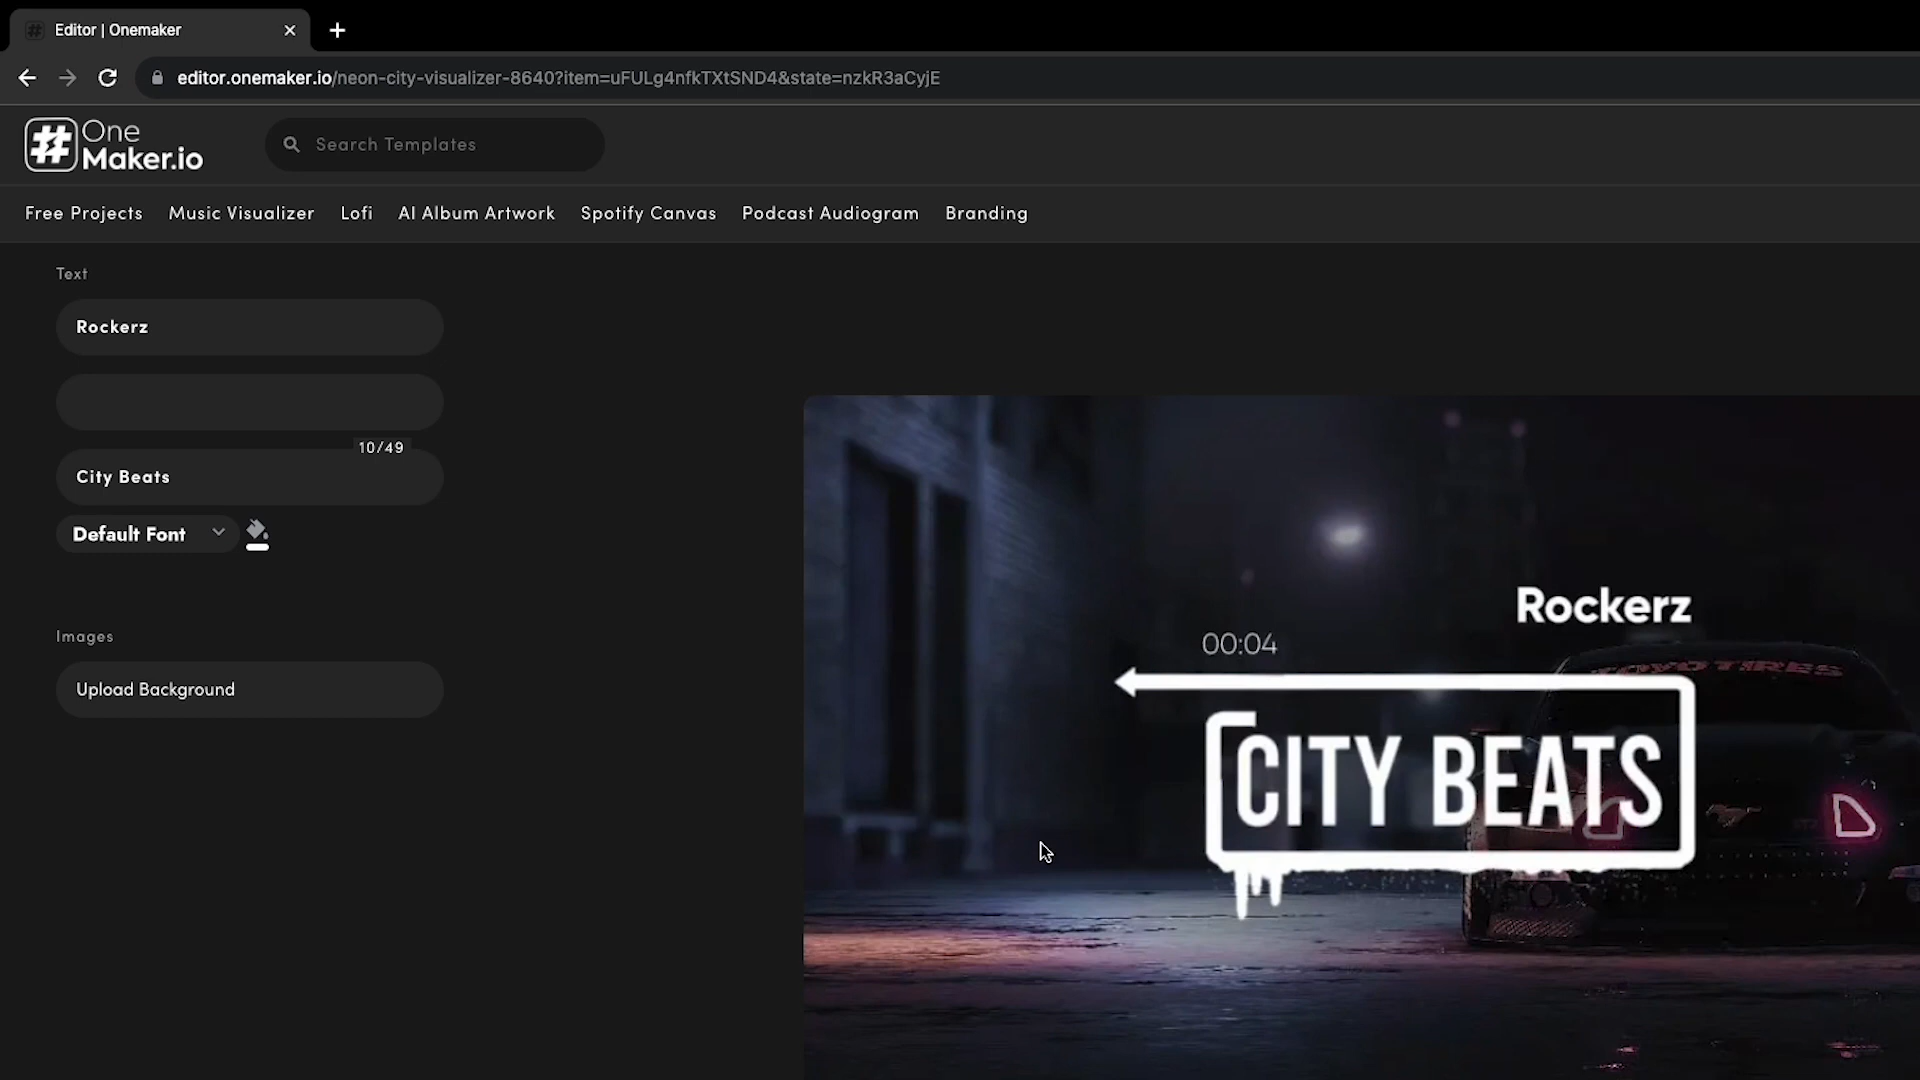 Editor | Onemaker
editor.onemaker.io/neon-city-visualizer-8640?item=uFULg4nfkTXtSND4&state=nzkR3aCyjE
One
Maker.io
Search Templates
Free Projects
Music Visualizer
Lofi
AI Album Artwork
Spotify Canvas
Podcast Audiogram
Branding
Text
Rockerz
10/49
City Beats
Default Font
Images
Upload Background
Rockerz
00:04
TOYO TIRES
CITY BEATS